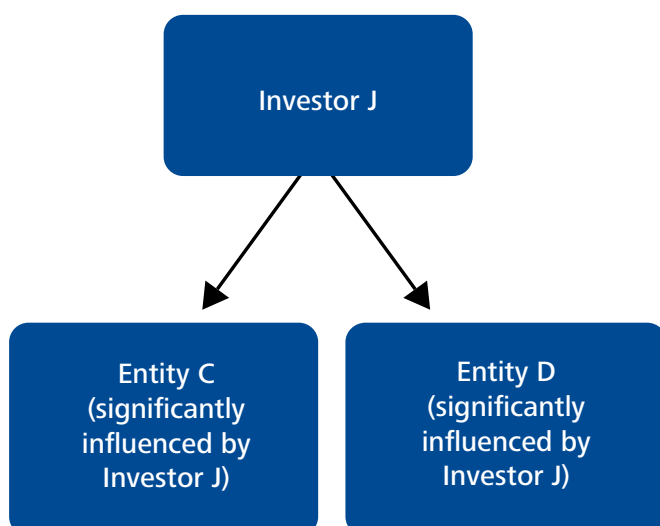 Investor J
Entity C
(significantly
influenced by
Investor J)
Entity D
(significantly
influenced by
Investor J)